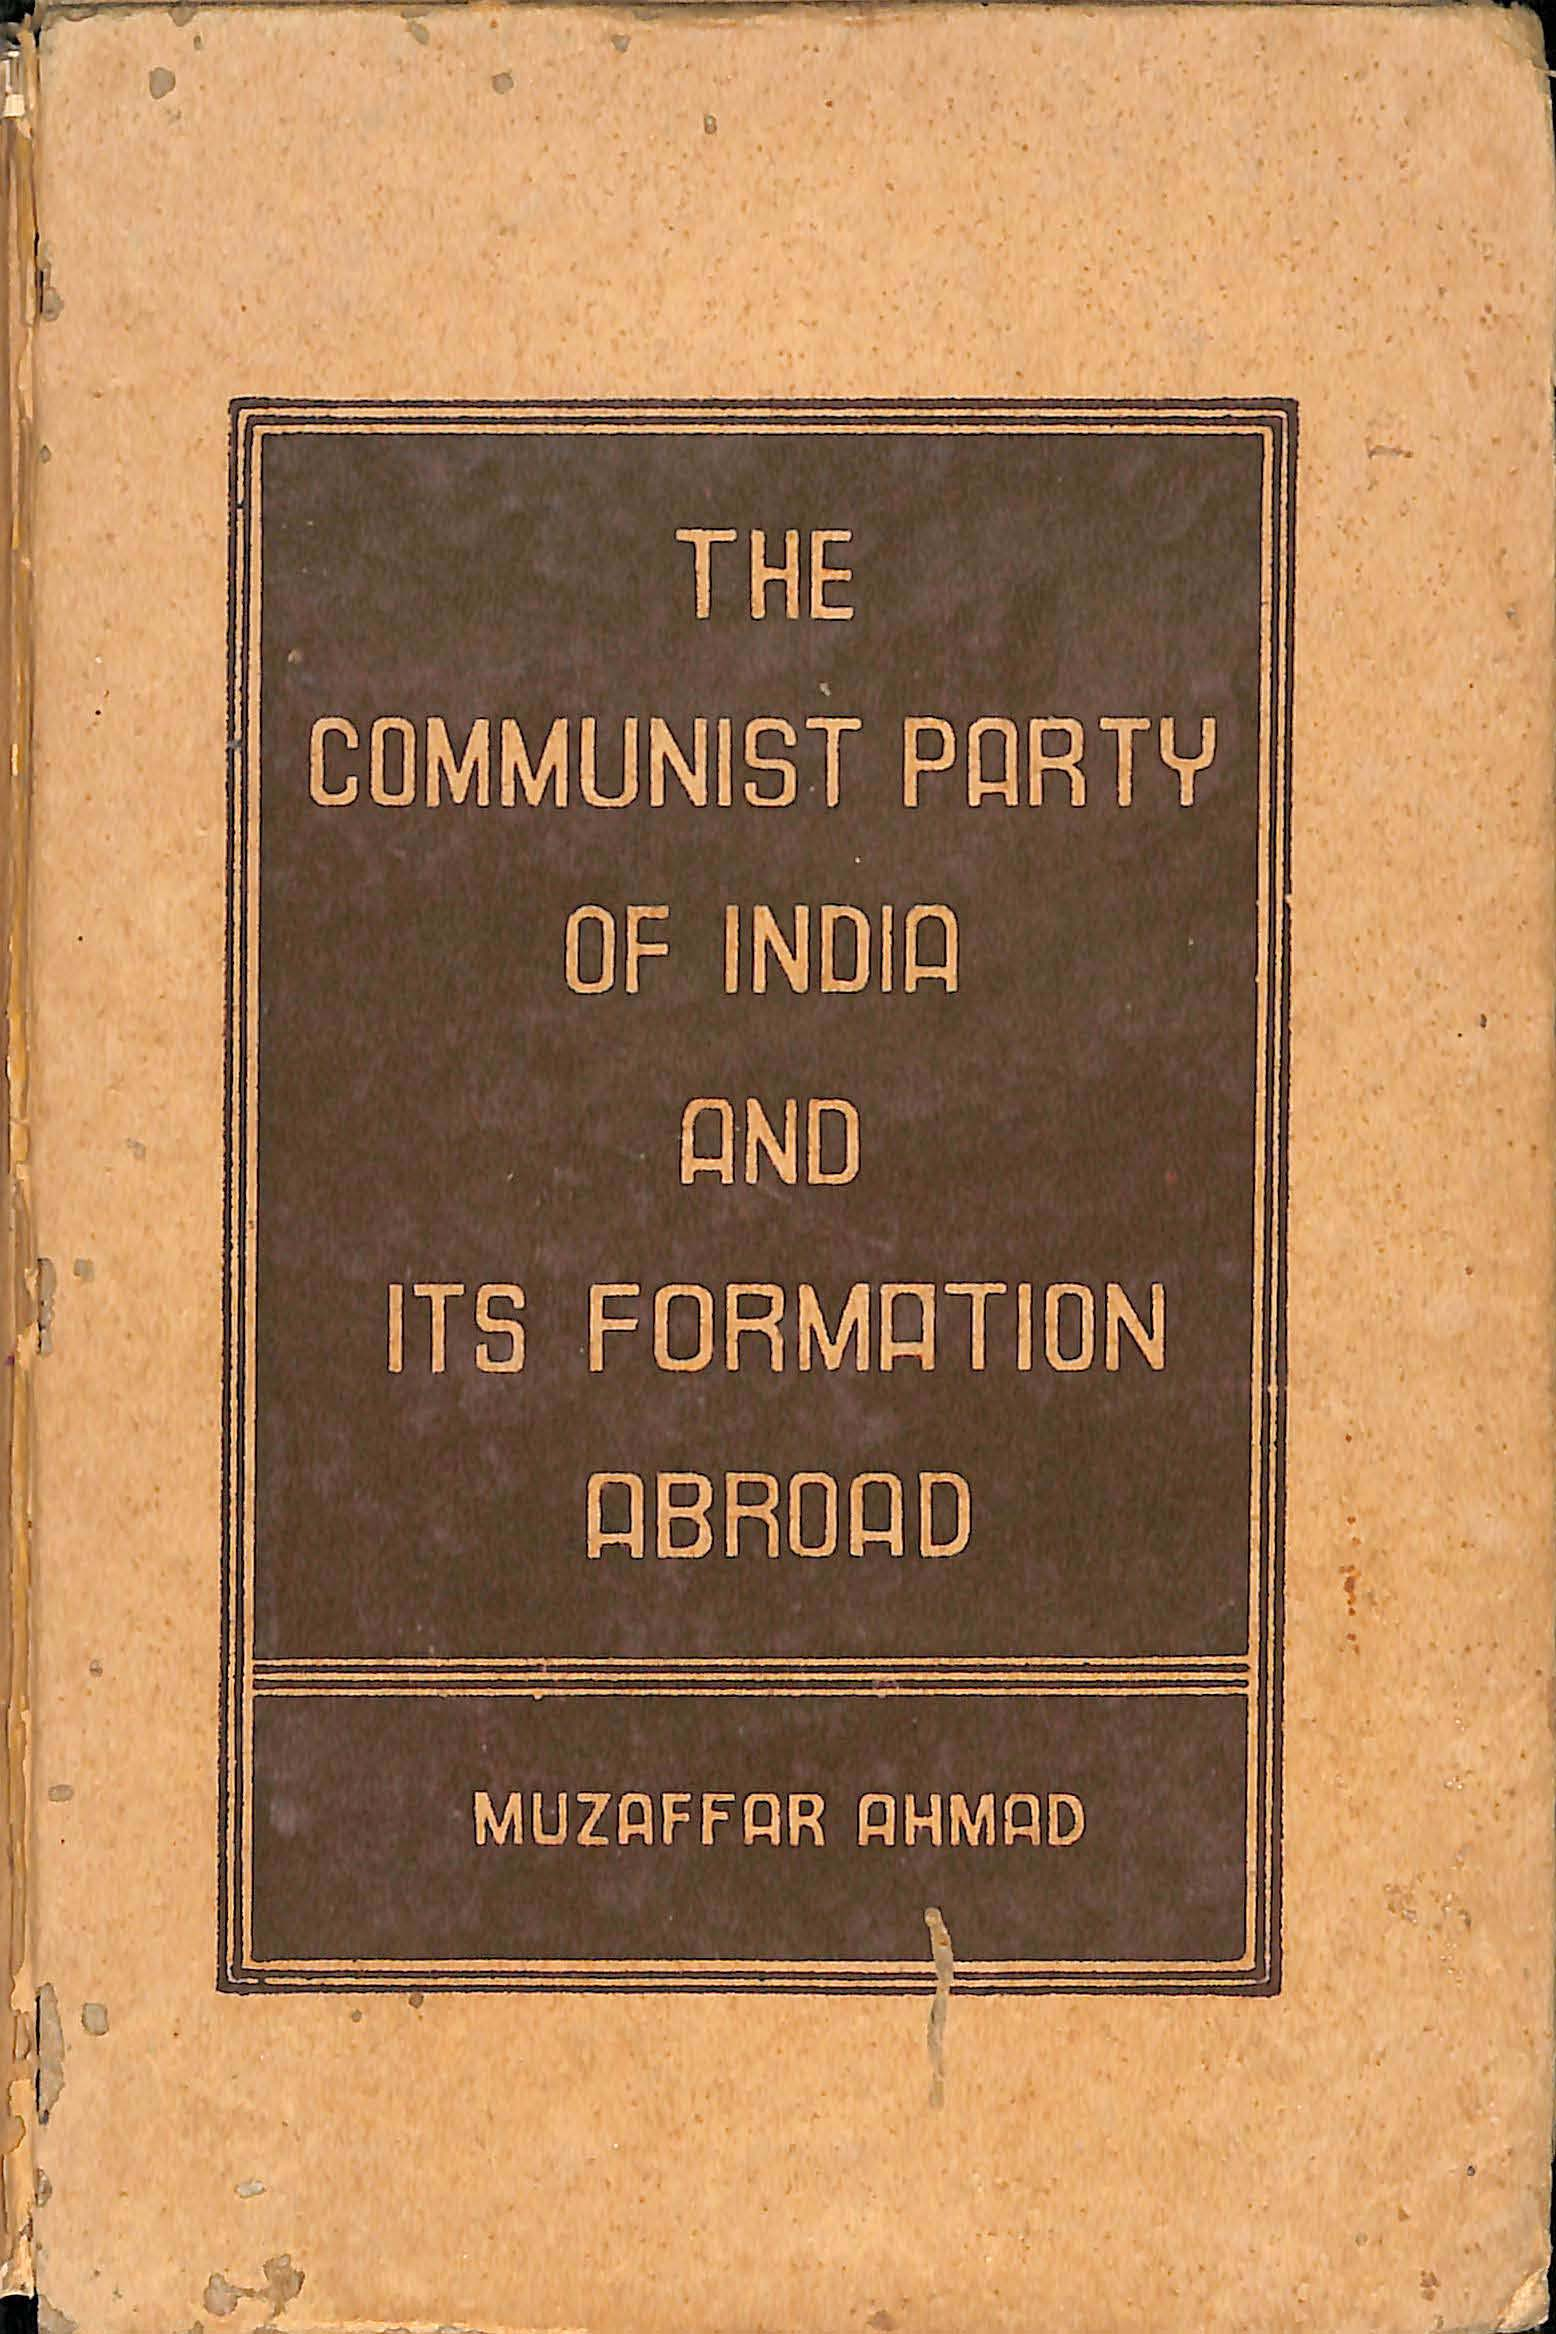 THE
COMMUNIST PARTY
OF INDIA
AND
ITS FORMATION
ABROAD
MUZAFFAR AHMAD